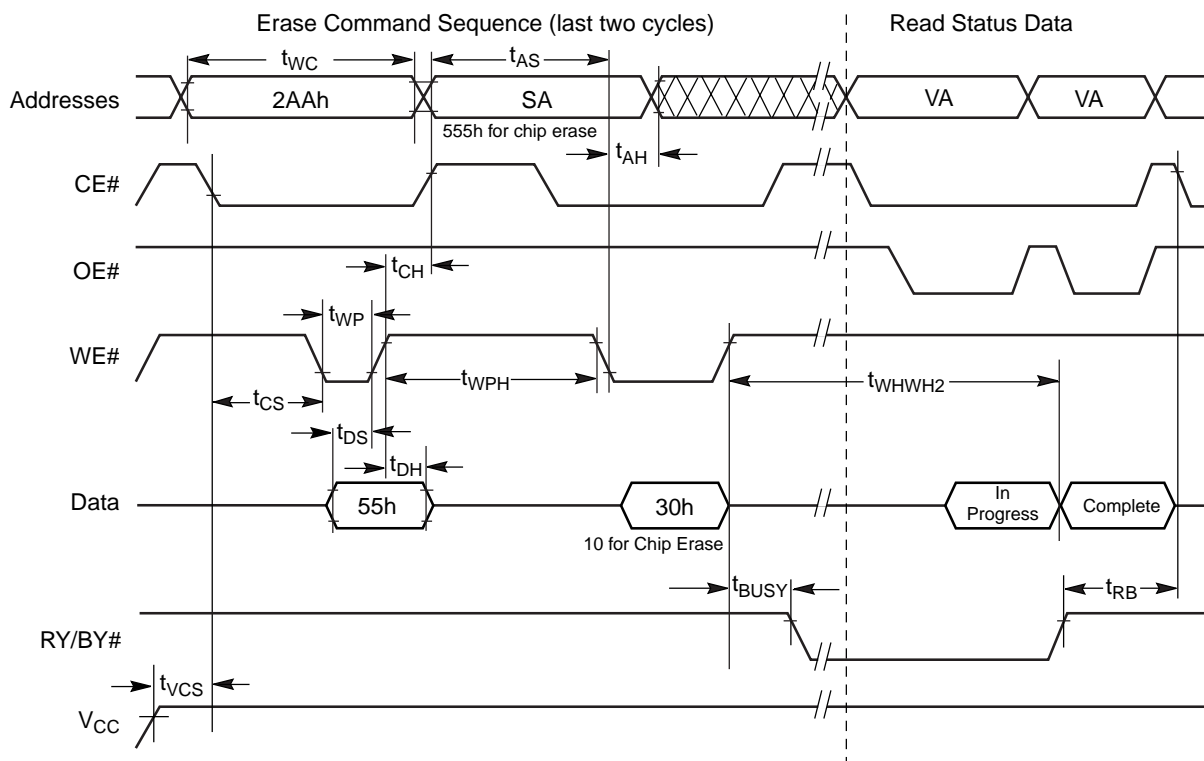 Erase Command Sequence (last two cycles)
Read Status Data
tWC
tAS
Addresses
2AAh
SA
VA
VA
555h for chip erase
tAH
CE#
OE#
tCH
tWP
WE#
tWPH
tWHWH2
tCS
tDS
tDH
Data
55h
30h
In
Progress
Complete
10 for Chip Erase
tBUSY
tRB
RY/BY#
tVCS
VCC